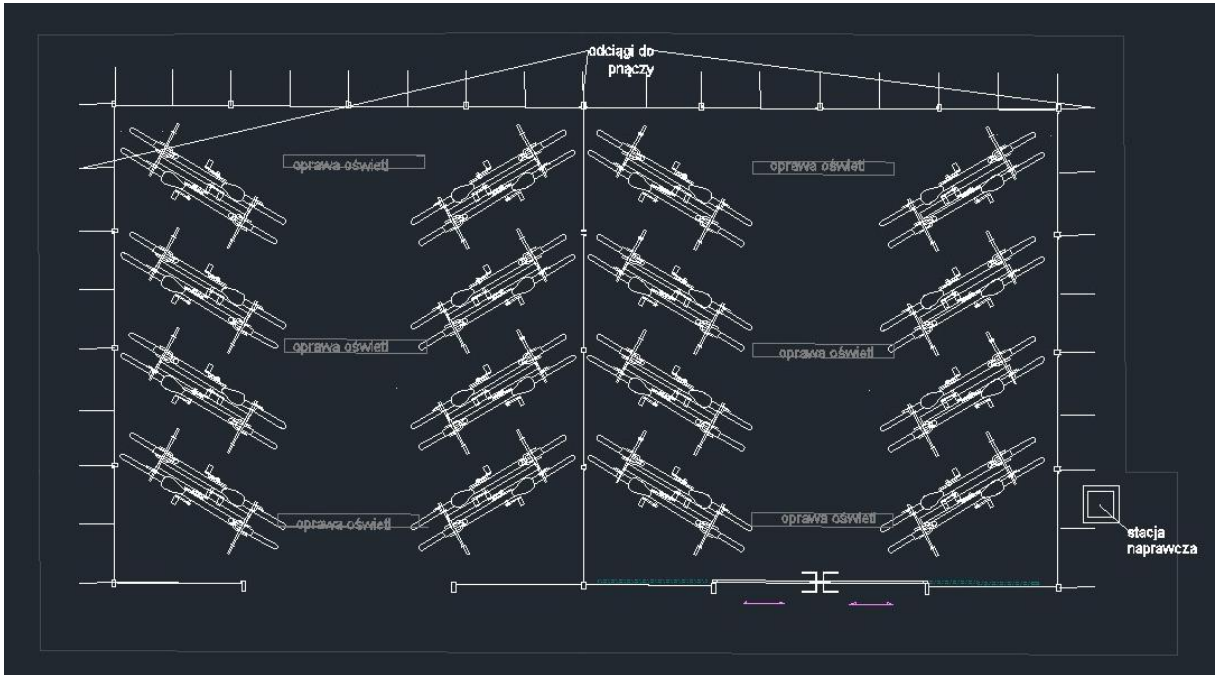 odciągi do
pnączy
oprawa oświetl
oprawa oświetl
oprawa oświetl
oprawa oświetl
oprawa oświetl
oprawa oświetl
stacja
naprawcza